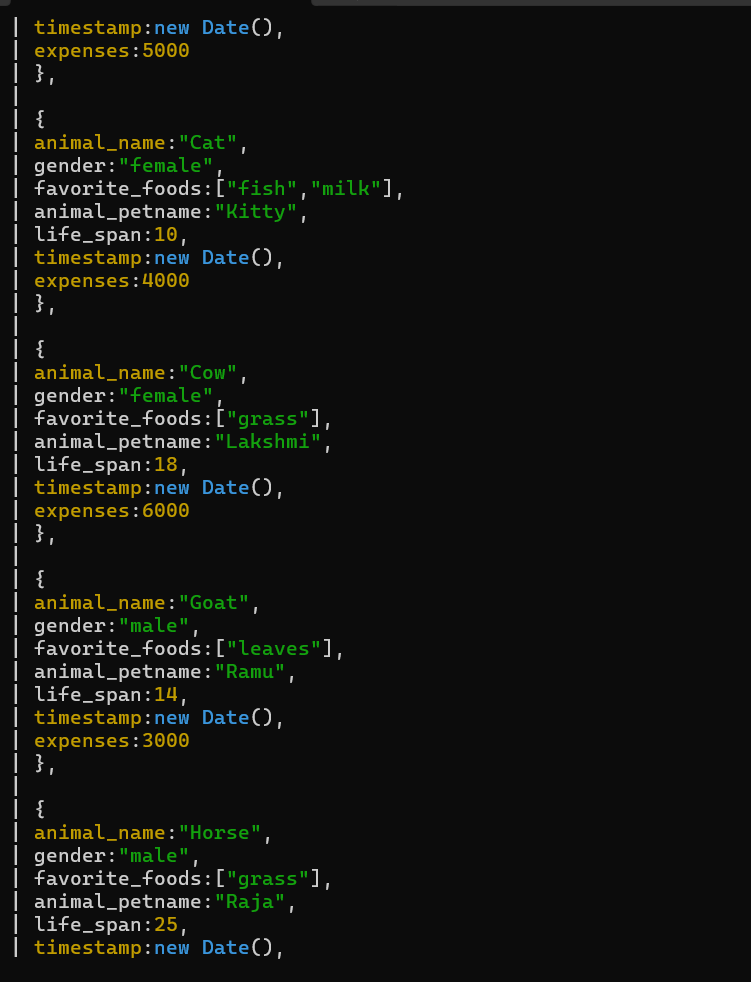 | timestamp:new Date(),
| expenses:5000
| },
|
| {
| animal_name:"Cat",
| gender:"female",
| favorite_foods:["fish","milk"],
| animal_petname:"Kitty",
| life_span:10,
| timestamp:new Date(),
| expenses:4000
| },
|
| {
| animal_name:"Cow",
| gender:"female",
| favorite_foods:["grass"],
| animal_petname:"Lakshmi",
| life_span:18,
| timestamp:new Date(),
| expenses:6000
| },
|
| {
| animal_name:"Goat",
| gender:"male",
| favorite_foods:["leaves"],
| animal_petname:"Ramu",
| life_span:14,
| timestamp:new Date(),
| expenses:3000
| },
|
| {
| animal_name:"Horse",
| gender:"male",
| favorite_foods:["grass"],
| animal_petname:"Raja",
| life_span:25,
| timestamp:new Date(),